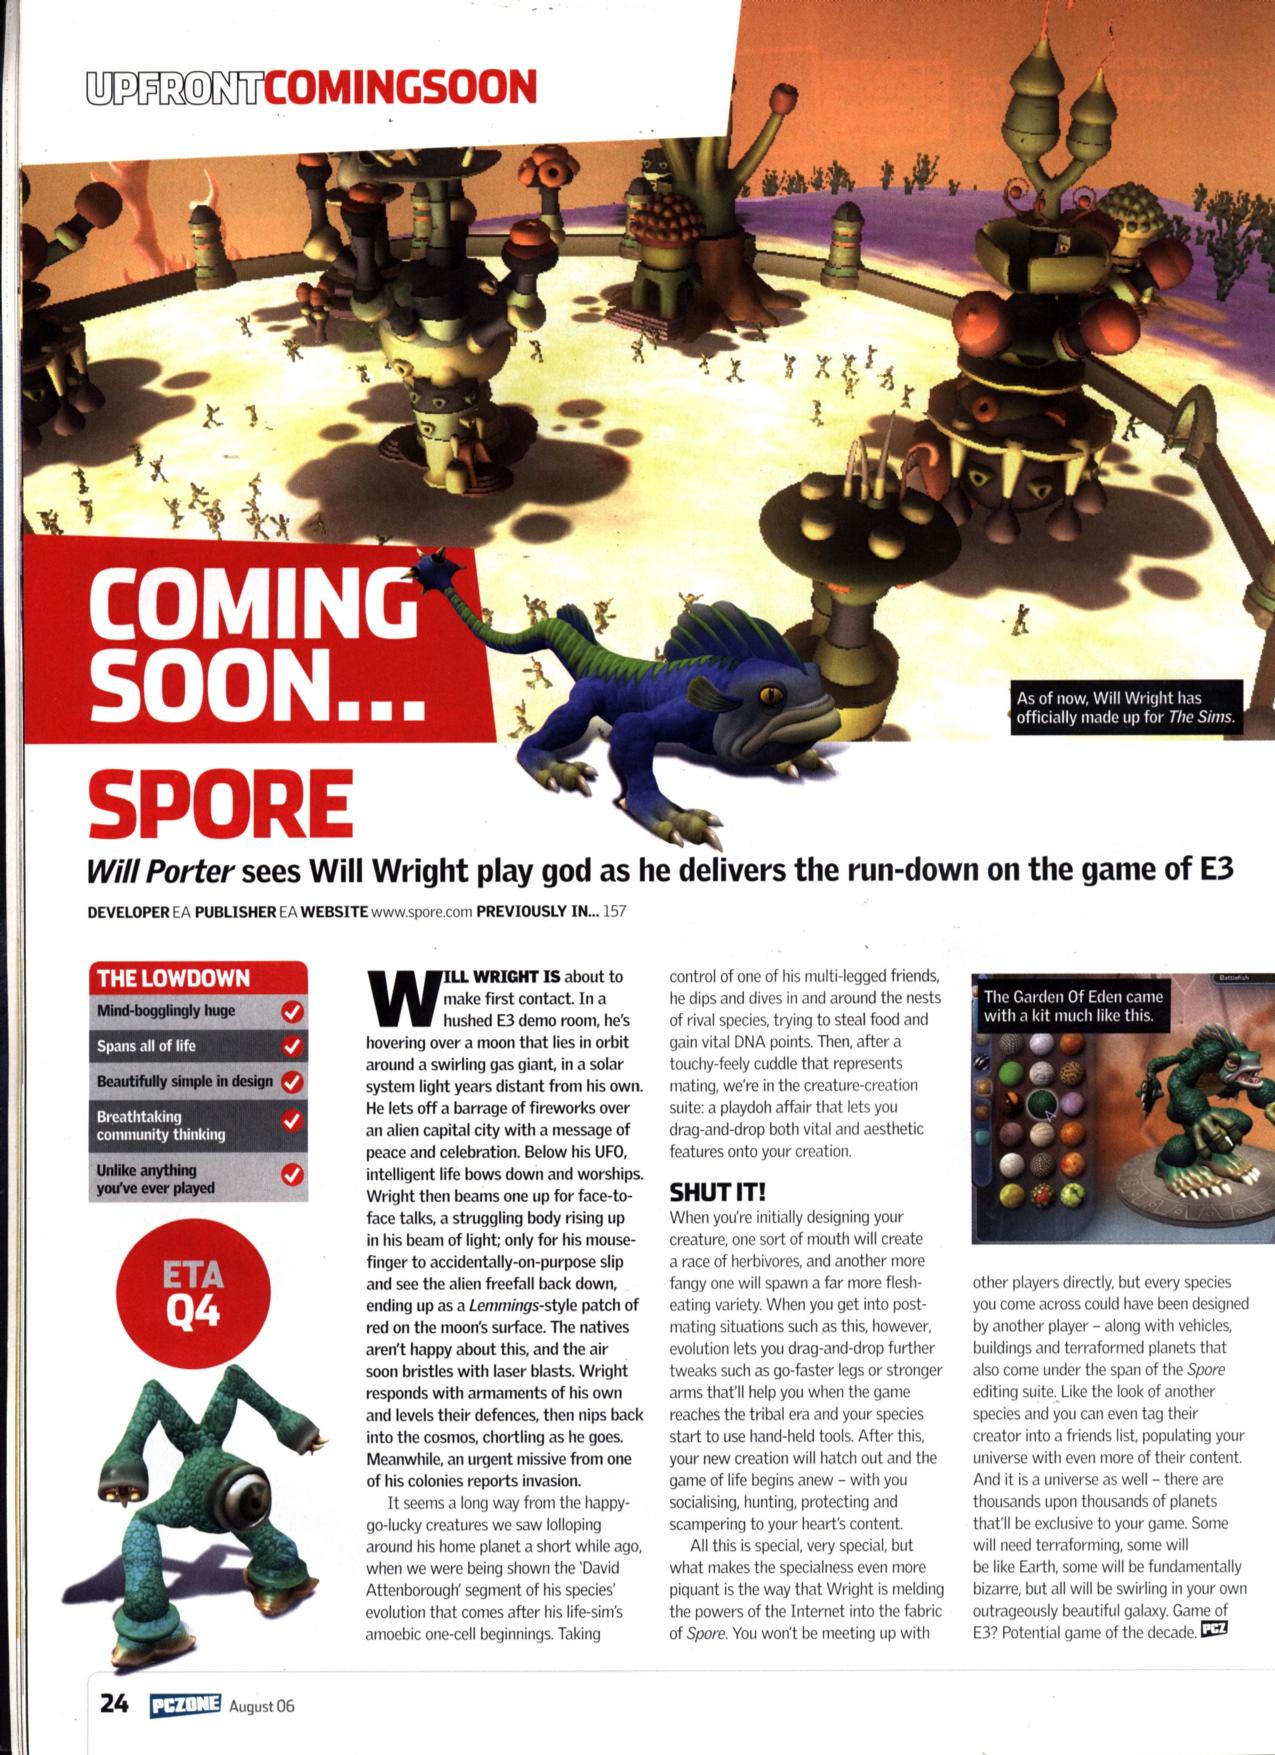 UPFRONTCOMINGSOON
As of now, Will Wright has
officially made up for The Sims.
COMING
SOON...
SPORE
Will Porter sees Will Wright play god as he delivers the run-down on the game of E3
DEVELOPER EA PUBLISHER EA WEBSITE www.spore.com PREVIOUSLY IN... 157
THE LOWDOWN
Mind-bogglingly huge
Spans all of life
Beautifully simple in design
Breathtaking
community thinking
Unlike anything
you've ever played
ETA
Q4
WILL WRIGHT IS about to
make first contact. In a
hushed E3 demo room, he's
hovering over a moon that lies in orbit
around a swirling gas giant, in a solar
system light years distant from his own.
He lets off a barrage of fireworks over
an alien capital city with a message of
peace and celebration. Below his UFO,
intelligent life bows down and worships.
Wright then beams one up for face-to-
face talks, a struggling body rising up
in his beam of light; only for his mouse-
finger to accidentally-on-purpose slip
and see the alien freefall back down,
ending up as a Lemmings-style patch of
red on the moon's surface. The natives
aren't happy about this, and the air
soon bristles with laser blasts. Wright
responds with armaments of his own
and levels their defences, then nips back
into the cosmos, chortling as he goes.
Meanwhile, an urgent missive from one
of his colonies reports invasion.
It seems a long way from the happy-
go-lucky creatures we saw lolloping
around his home planet a short while ago,
when we were being shown the 'David
Attenborough' segment of his species'
evolution that comes after his life-sim's
amoebic one-cell beginnings. Taking
control of one of his multi-legged friends,
he dips and dives in and around the nests
of rival species, trying to steal food and
gain vital DNA points. Then, after a
touchy-feely cuddle that represents
mating, we're in the creature-creation
suite: a playdoh affair that lets you
drag-and-drop both vital and aesthetic
features onto your creation.
SHUT IT!
When you're initially designing your
creature, one sort of mouth will create
a race of herbivores, and another more
fangy one will spawn a far more flesh-
eating variety. When you get into post-
mating situations such as this, however,
evolution lets you drag-and-drop further
tweaks such as go-faster legs or stronger
arms that'll help you when the game
reaches the tribal era and your species
start to use hand-held tools. After this,
your new creation will hatch out and the
game of life begins anew – with you
socialising, hunting, protecting and
scampering to your heart's content.
All this is special, very special, but
what makes the specialness even more
piquant is the way that Wright is melding
the powers of the Internet into the fabric
of Spore. You won't be meeting up with
Battlefish
The Garden Of Eden came
with a kit much like this.
other players directly, but every species
you come across could have been designed
by another player – along with vehicles,
buildings and terraformed planets that
also come under the span of the Spore
editing suite. Like the look of another
species and you can even tag their
creator into a friends list, populating your
universe with even more of their content.
And it is a universe as well – there are
thousands upon thousands of planets
that'll be exclusive to your game. Some
will need terraforming, some will
be like Earth, some will be fundamentally
bizarre, but all will be swirling in your own
outrageously beautiful galaxy. Game of
E3? Potential game of the decade. PCZ
24 PCZONE August 06